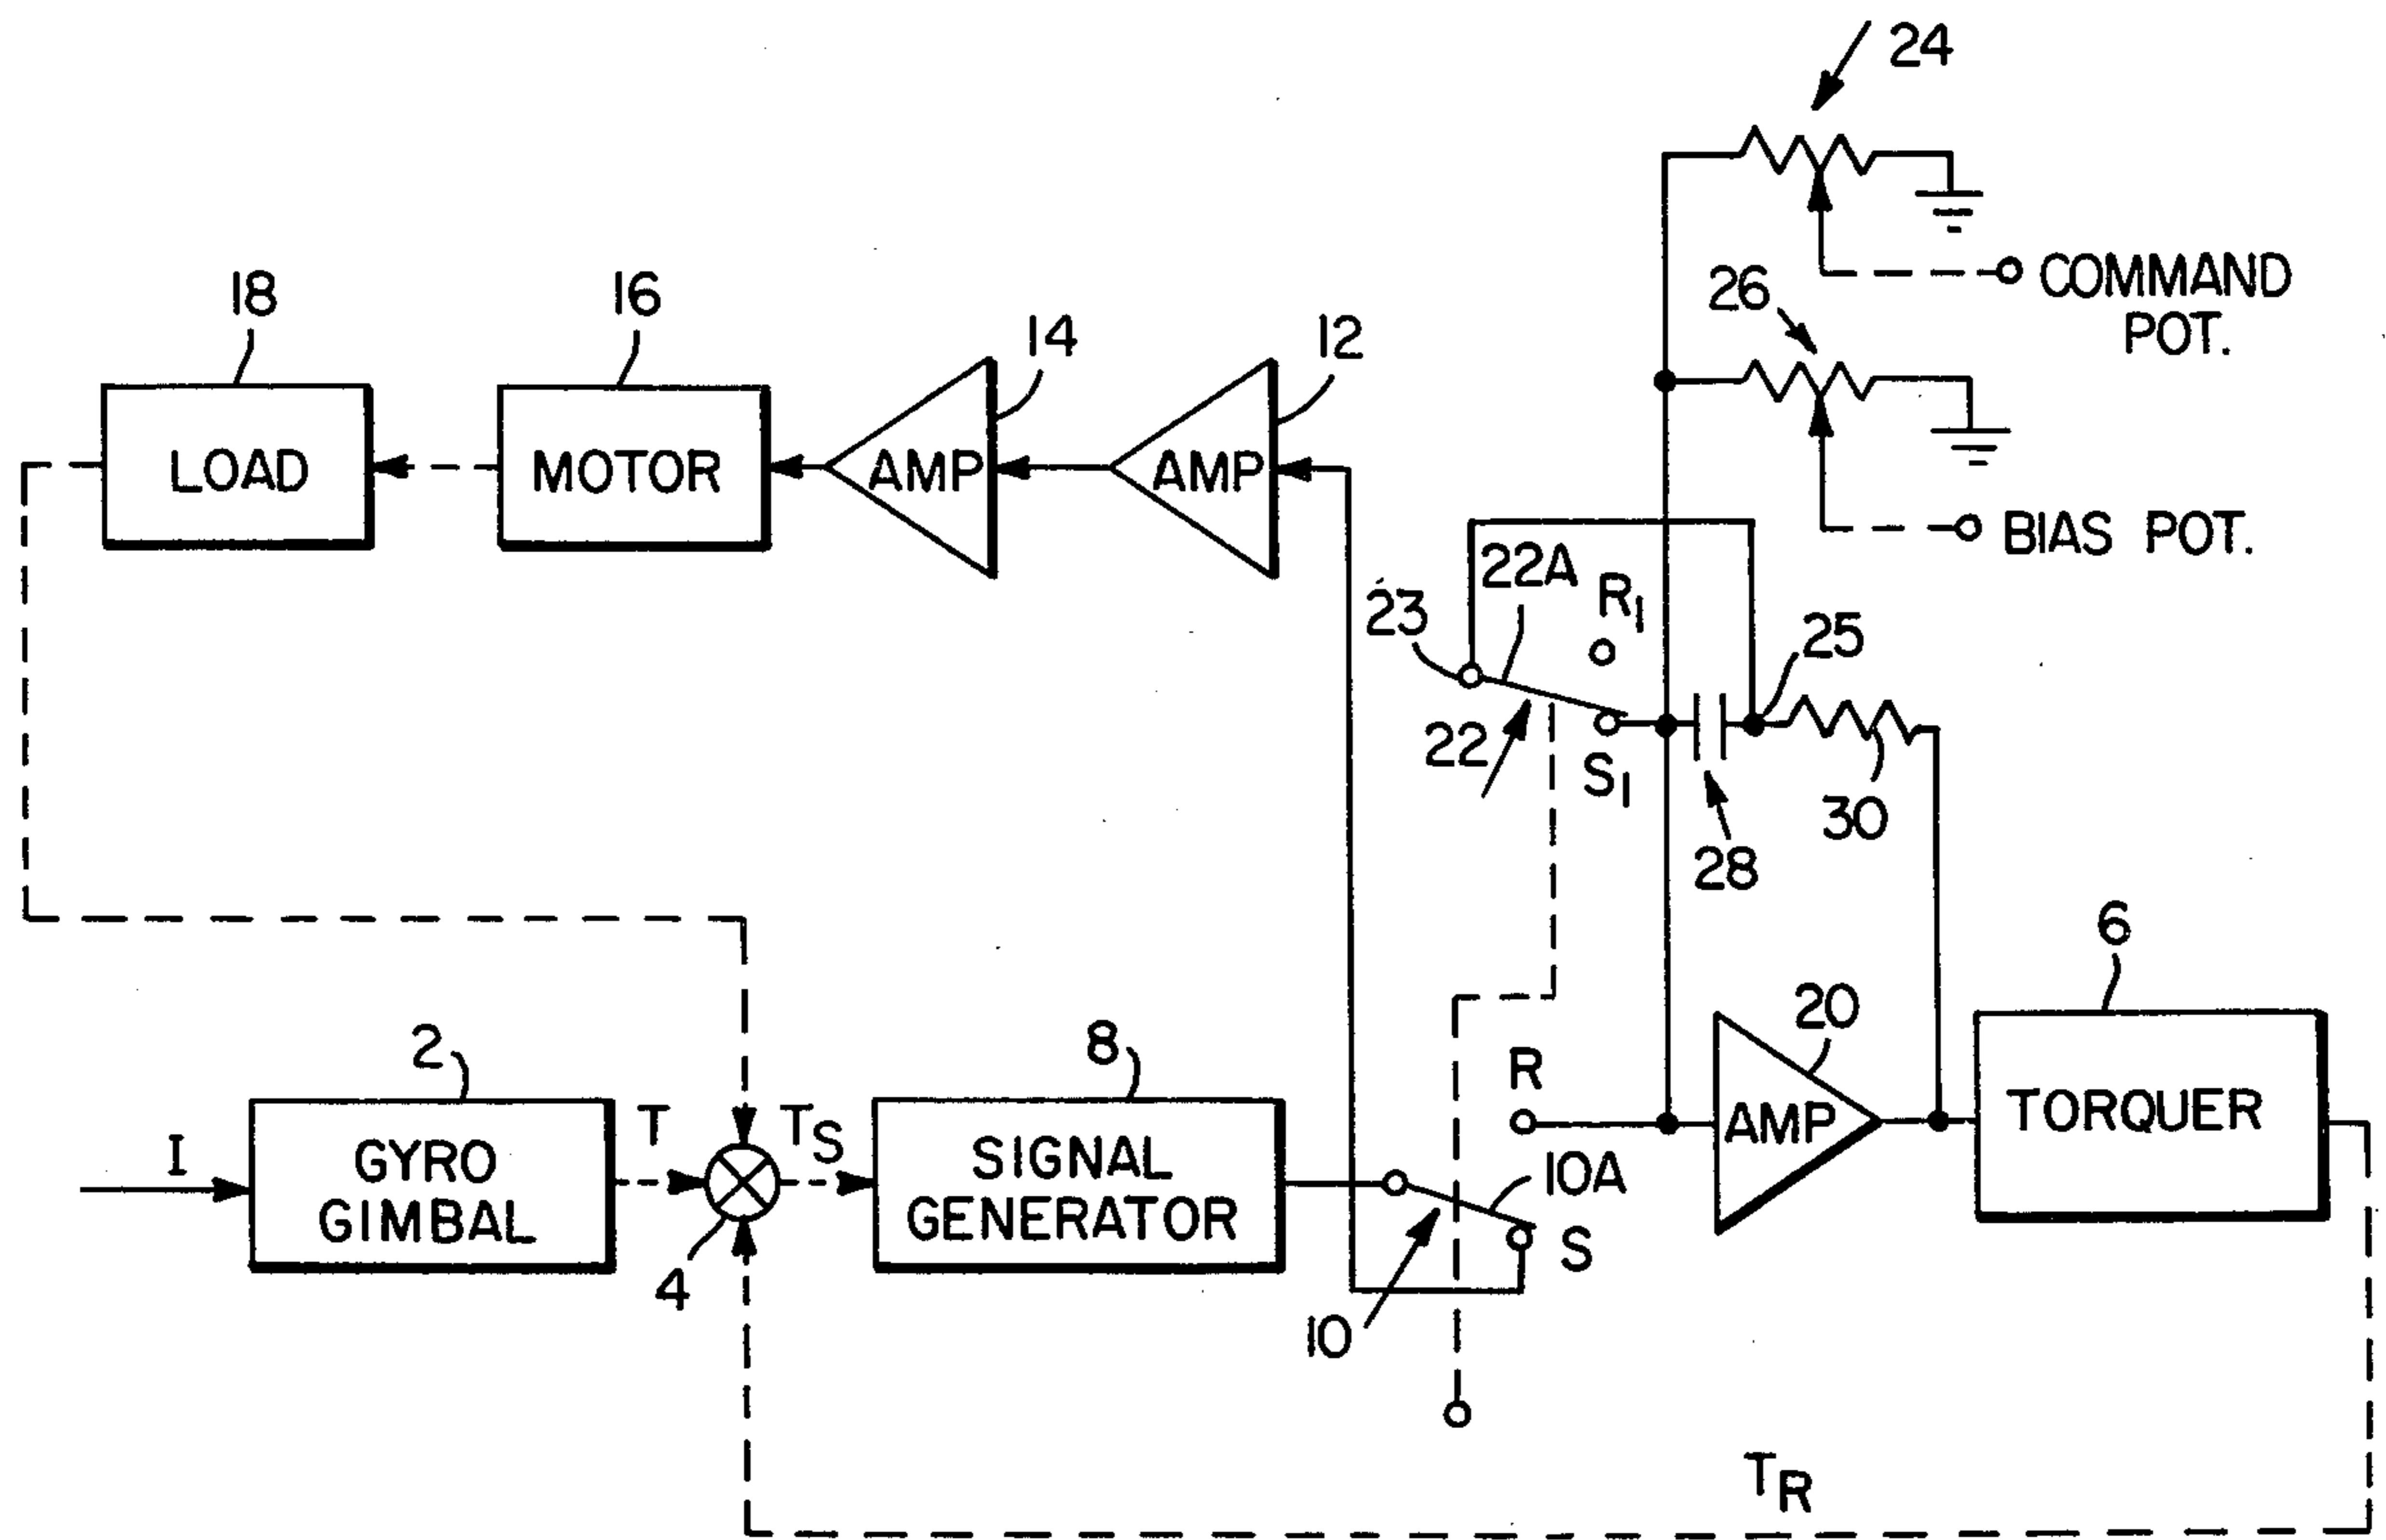 24
COMMAND
POT.
26
BIAS POT.
18
16
14
12
LOAD
MOTOR
AMP
AMP
22A
R1
23
25
22
S1
30
28
6
20
2
8
R
I
GYRO
GIMBAL
T
TS
SIGNAL
GENERATOR
AMP
TORQUER
10A
S
4
10
TR